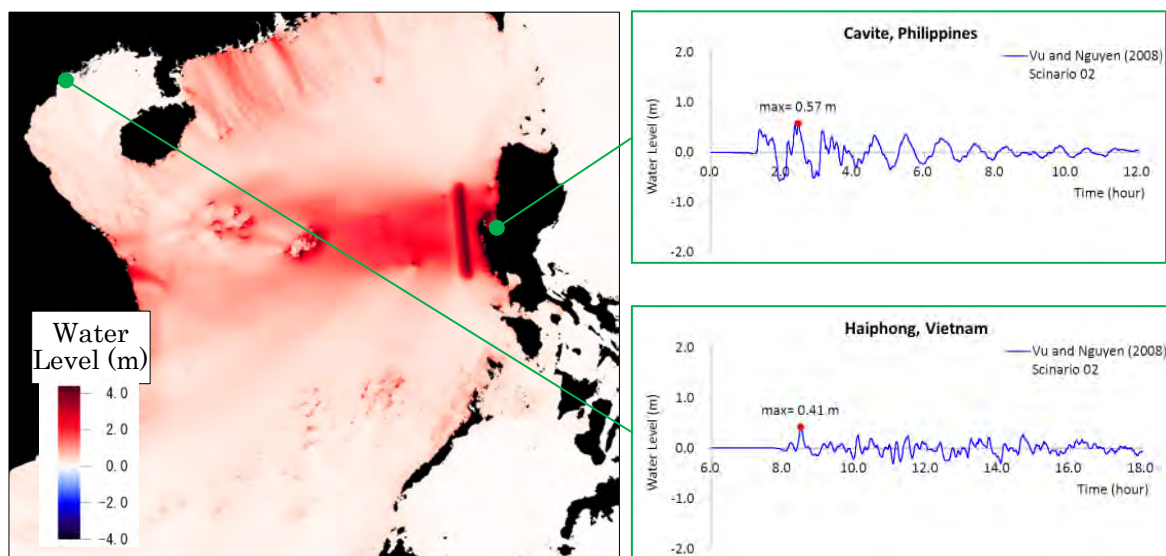 Water
Level (m)
4.0
2.0
0.0
−2.0
−4.0
Cavite, Philippines
Water Level (m)
2.0
1.0
0.0
-1.0
-2.0
max= 0.57 m
Vu and Nguyen (2008)
Scinario 02
0.0 2.0 4.0 6.0 8.0 10.0 12.0
Time (hour)
Haiphong, Vietnam
Water Level (m)
2.0
1.0
0.0
-1.0
-2.0
max= 0.41 m
Vu and Nguyen (2008)
Scinario 02
6.0 8.0 10.0 12.0 14.0 16.0 18.0
Time (hour)